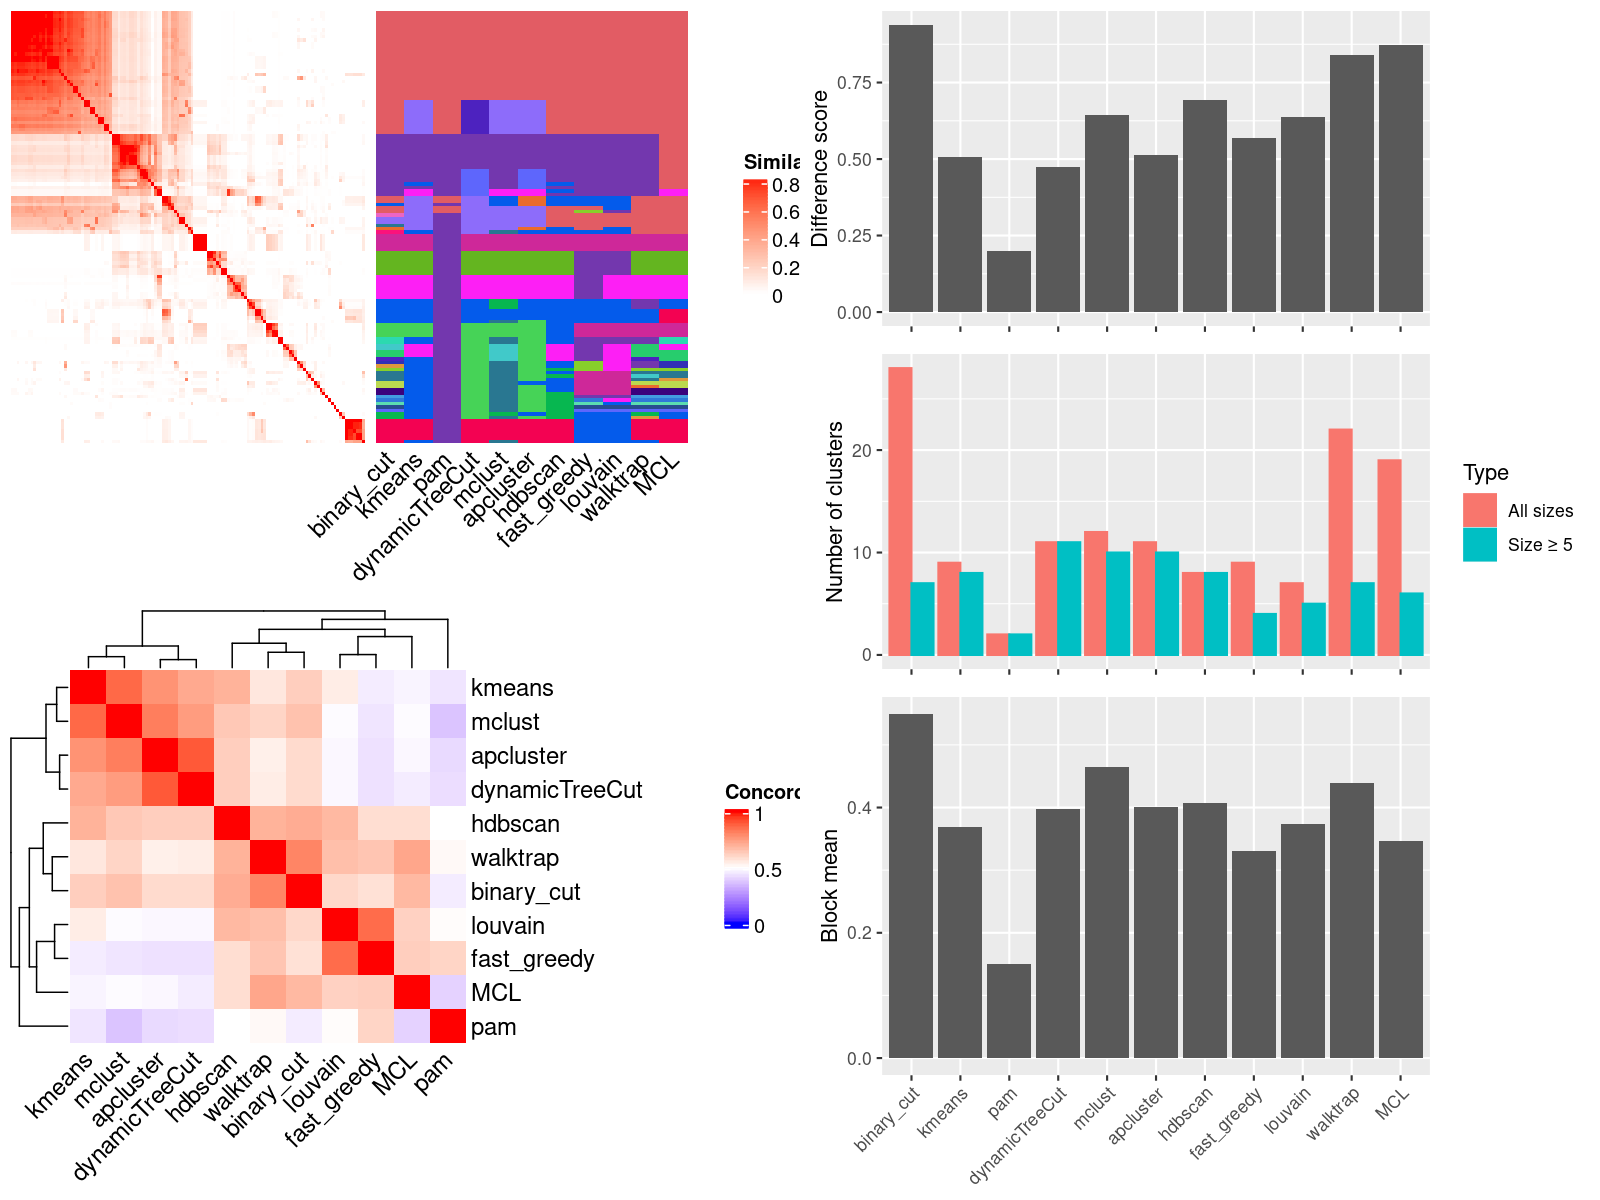 Simila
0.8
0.6
0.4
0.2
0
binary_cut
kmeans
pam
dynamicTreeCut
mclust
apcluster
hdbscan
fast_greedy
louvain
walktrap
MCL
kmeans
mclust
apcluster
dynamicTreeCut
hdbscan
walktrap
binary_cut
louvain
fast_greedy
MCL
pam
kmeans
mclust
apcluster
dynamicTreeCut
hdbscan
walktrap
binary_cut
louvain
fast_greedy
MCL
pam
Concord
1
0.5
0
Difference score
0.75
0.50
0.25
0.00
Number of clusters
20
10
0
Type
All sizes
Size ≥ 5
Block mean
0.4
0.2
0.0
binary_cut
kmeans
pam
dynamicTreeCut
mclust
apcluster
hdbscan
fast_greedy
louvain
walktrap
MCL